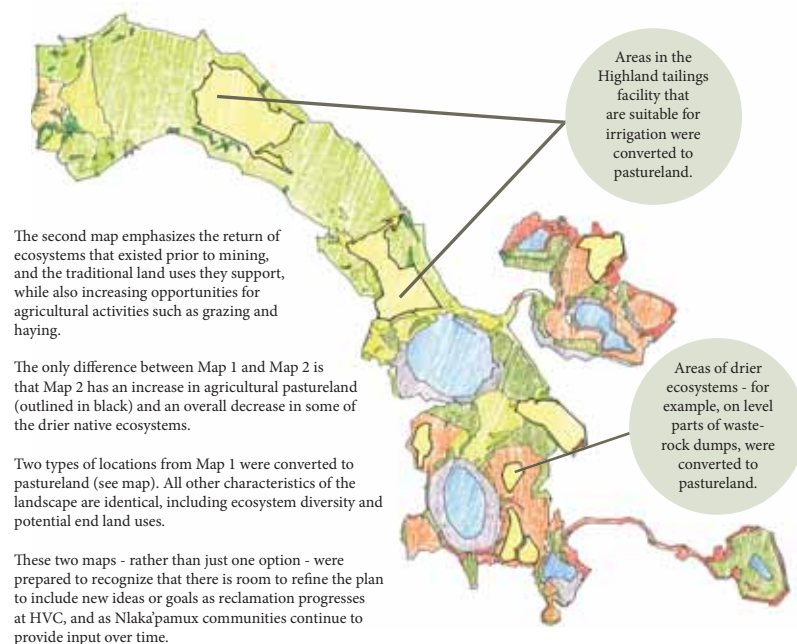 Areas in the
Highland tailings
facility that
are suitable for
irrigation were
converted to
pastureland.
The second map emphasizes the return of
ecosystems that existed prior to mining,
and the traditional land uses they support,
while also increasing opportunities for
agricultural activities such as grazing and
haying.
The only difference between Map 1 and Map 2 is
that Map 2 has an increase in agricultural pastureland
(outlined in black) and an overall decrease in some of
the drier native ecosystems.
Two types of locations from Map 1 were converted to
pastureland (see map). All other characteristics of the
landscape are identical, including ecosystem diversity and
potential end land uses.
These two maps - rather than just one option - were
prepared to recognize that there is room to refine the plan
to include new ideas or goals as reclamation progresses
at HVC, and as Nlaka'pamux communities continue to
provide input over time.
Areas of drier
ecosystems - for
example, on level
parts of waste-
rock dumps, were
converted to
pastureland.